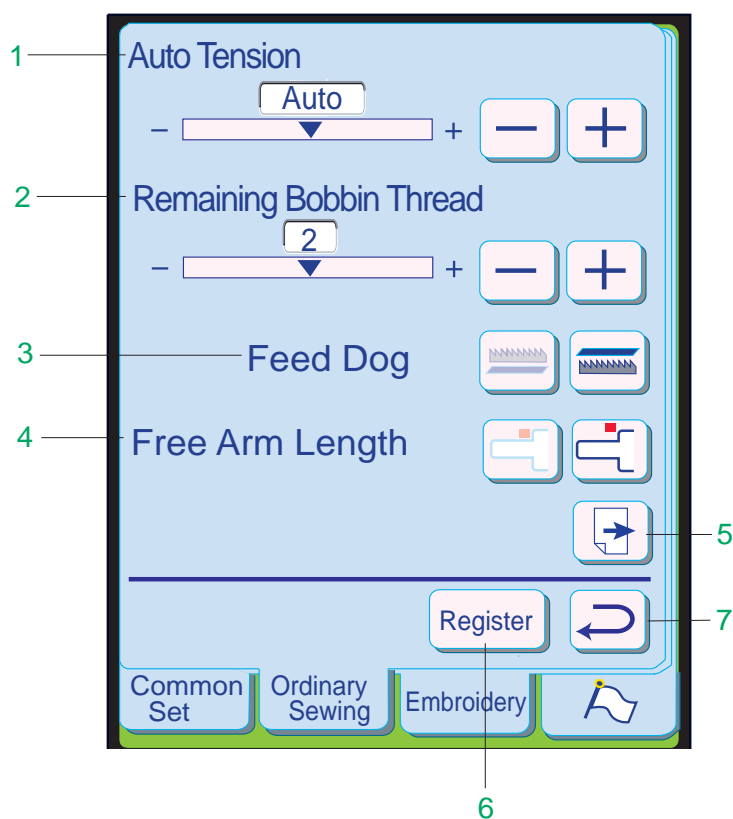 1 Auto Tension
Auto
– +
2 Remaining Bobbin Thread
2
– +
3 Feed Dog
4 Free Arm Length
5
Register
7
6
Common
Set
Ordinary
Sewing
Embroidery